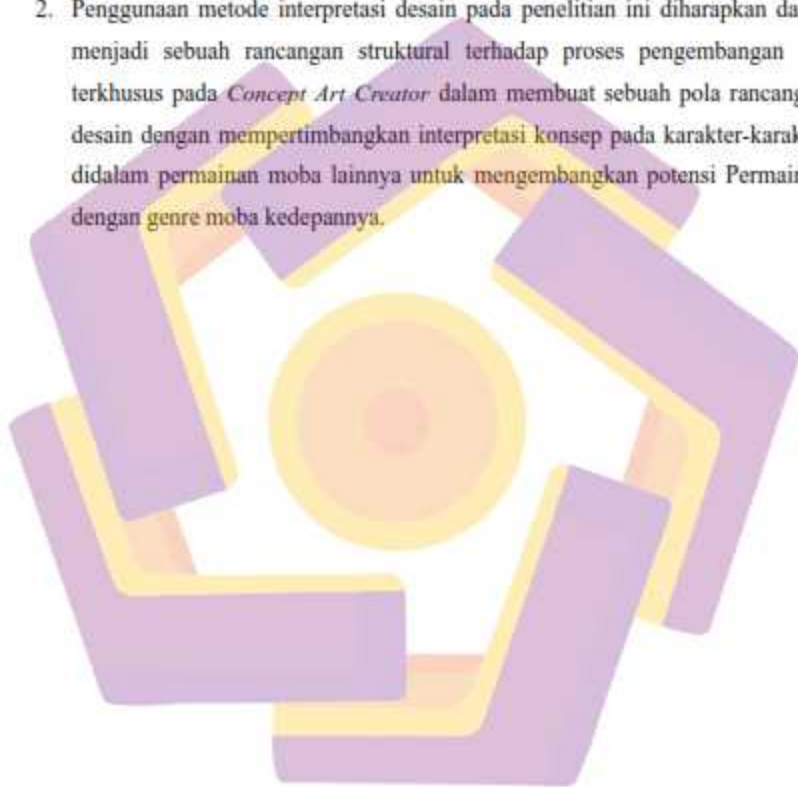 2. Penggunaan metode interpretasi desain pada penelitian ini diharapkan da
menjadi sebuah rancangan struktural terhadap proses pengembangan
terkhusus pada Concept Art Creator dalam membuat sebuah pola rancang
desain dengan mempertimbangkan interpretasi konsep pada karakter-karak
didalam permainan moba lainnya untuk mengembangkan potensi Permain
dengan genre moba kedepannya.